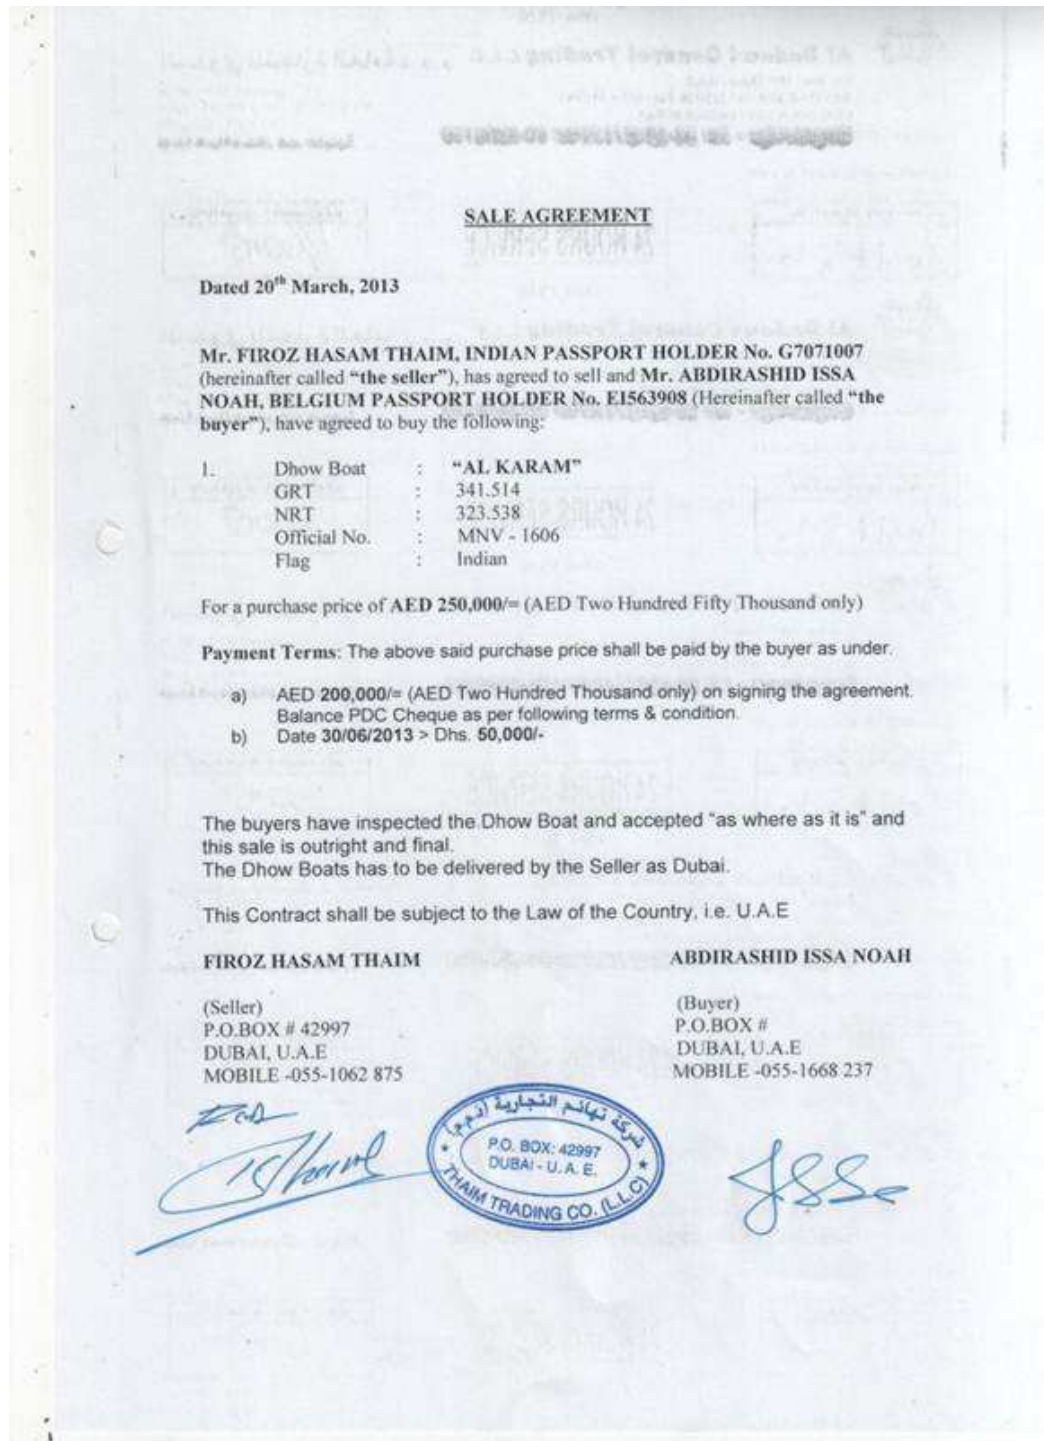 SALE AGREEMENT
Dated 20th March, 2013
Mr. FIROZ HASAM THAIM, INDIAN PASSPORT HOLDER No. G7071007
(hereinafter called “the seller”), has agreed to sell and Mr. ABDIRASHID ISSA
NOAH, BELGIUM PASSPORT HOLDER No. EI563908 (Hereinafter called “the
buyer”), have agreed to buy the following:
1. Dhow Boat : “AL KARAM”
GRT : 341.514
NRT : 323.538
Official No. : MNV - 1606
Flag : Indian
For a purchase price of AED 250,000/= (AED Two Hundred Fifty Thousand only)
Payment Terms: The above said purchase price shall be paid by the buyer as under.
a) AED 200,000/= (AED Two Hundred Thousand only) on signing the agreement.
Balance PDC Cheque as per following terms & condition.
b) Date 30/06/2013 > Dhs. 50,000/-
The buyers have inspected the Dhow Boat and accepted “as where as it is” and
this sale is outright and final.
The Dhow Boats has to be delivered by the Seller as Dubai.
This Contract shall be subject to the Law of the Country, i.e. U.A.E
FIROZ HASAM THAIM ABDIRASHID ISSA NOAH
(Seller) (Buyer)
P.O.BOX # 42997 P.O.BOX #
DUBAI, U.A.E DUBAI, U.A.E
MOBILE -055-1062 875 MOBILE -055-1668 237
شركة تهائم التجارية (ذ.م.م)
P.O. BOX: 42997
DUBAI - U. A. E.
THAIM TRADING CO. (L.L.C)